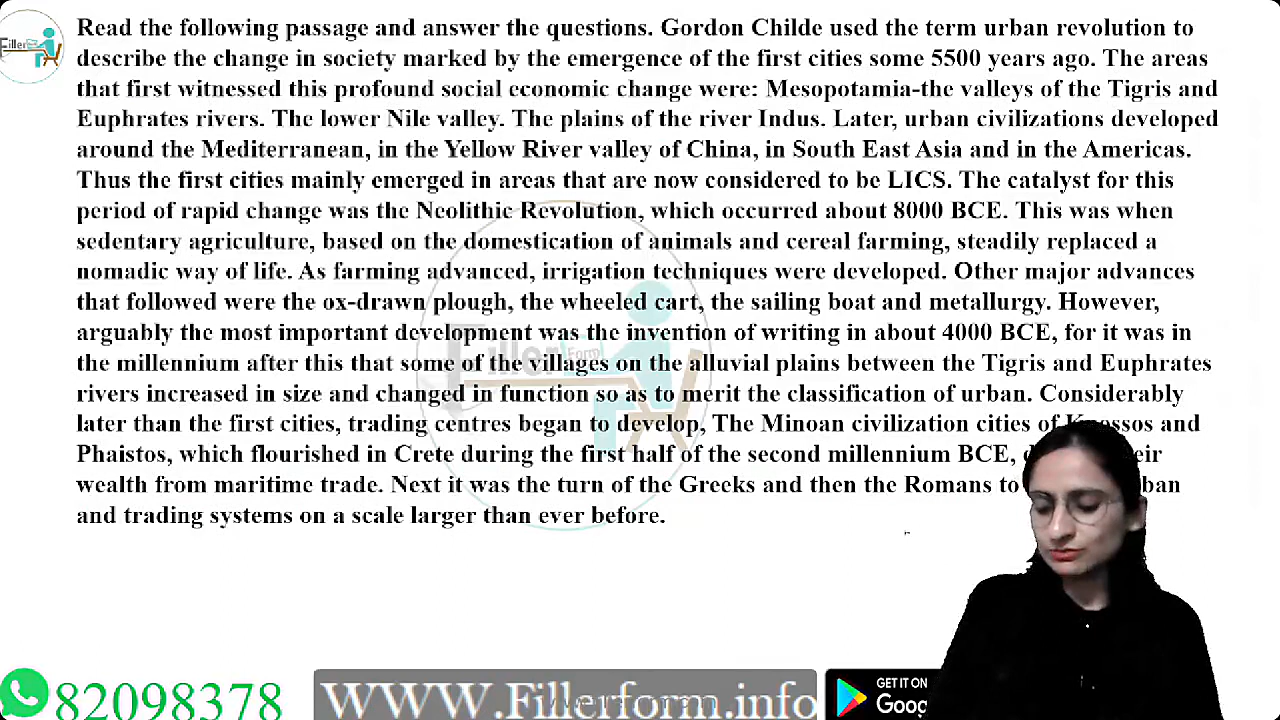 Read the following passage and answer the questions. Gordon Childe used the term urban revolution to
describe the change in society marked by the emergence of the first cities some 5500 years ago. The areas
that first witnessed this profound social economic change were: Mesopotamia-the valleys of the Tigris and
Euphrates rivers. The lower Nile valley. The plains of the river Indus. Later, urban civilizations developed
around the Mediterranean, in the Yellow River valley of China, in South East Asia and in the Americas.
Thus the first cities mainly emerged in areas that are now considered to be LICS. The catalyst for this
period of rapid change was the Neolithic Revolution, which occurred about 8000 BCE. This was when
sedentary agriculture, based on the domestication of animals and cereal farming, steadily replaced a
nomadic way of life. As farming advanced, irrigation techniques were developed. Other major advances
that followed were the ox-drawn plough, the wheeled cart, the sailing boat and metallurgy. However,
arguably the most important development was the invention of writing in about 4000 BCE, for it was in
the millennium after this that some of the villages on the alluvial plains between the Tigris and Euphrates
rivers increased in size and changed in function so as to merit the classification of urban. Considerably
later than the first cities, trading centres began to develop, The Minoan civilization cities of and
Phaistos, which flourished in Crete during the first half of the second millennium BCE,
wealth from maritime trade. Next it was the turn of the Greeks and then the Romans to
and trading systems on a scale larger than ever before.
Filler Form
82098378
WWW.Fillerform.info
GET IT ON